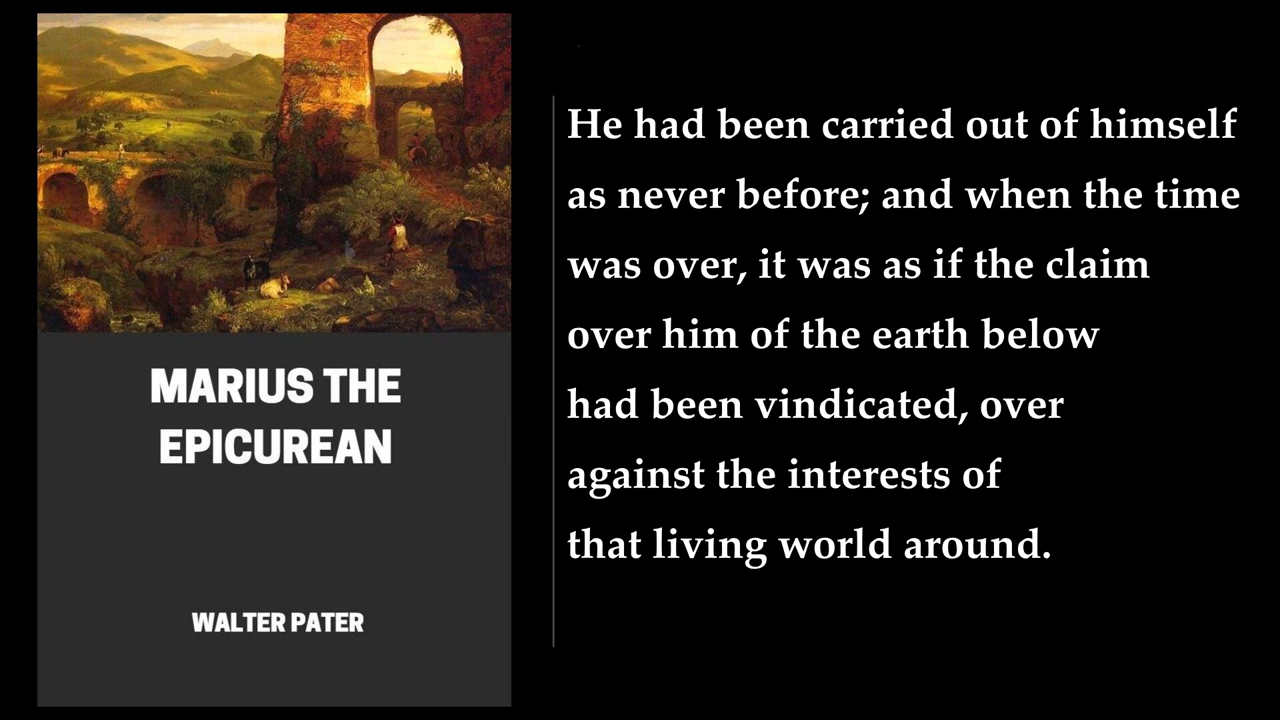 MARIUS THE
EPICUREAN
WALTER PATER
He had been carried out of himself
as never before; and when the time
was over, it was as if the claim
over him of the earth below
had been vindicated, over
against the interests of
that living world around.